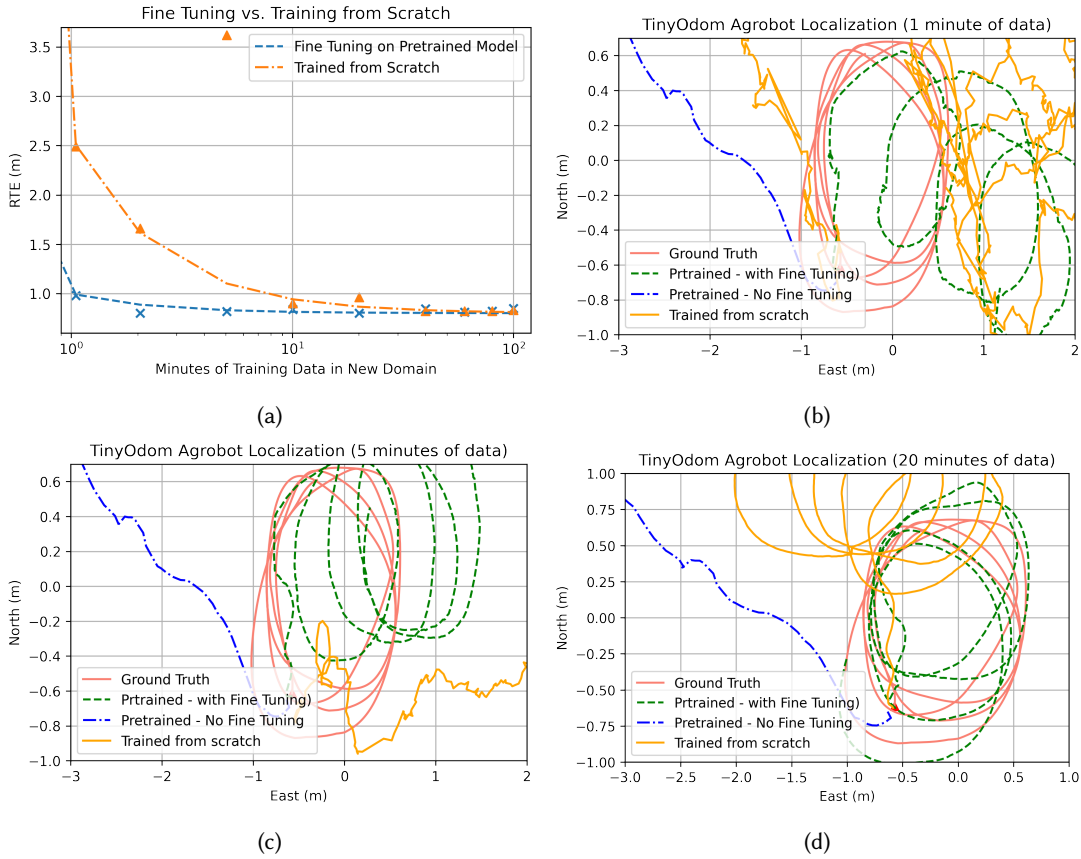 Fine Tuning vs. Training from Scratch
3.5
3.0
2.5
2.0
1.5
1.0
RTE (m)
Fine Tuning on Pretrained Model
Trained from Scratch
10⁰
10¹
10²
Minutes of Training Data in New Domain
(a)
TinyOdom Agrobot Localization (1 minute of data)
0.6
0.4
0.2
0.0
−0.2
−0.4
−0.6
−0.8
−1.0
North (m)
Ground Truth
Prtrained - with Fine Tuning)
Pretrained - No Fine Tuning
Trained from scratch
−3
−2
−1
0
1
2
East (m)
(b)
TinyOdom Agrobot Localization (5 minutes of data)
0.6
0.4
0.2
0.0
−0.2
−0.4
−0.6
−0.8
−1.0
North (m)
Ground Truth
Prtrained - with Fine Tuning)
Pretrained - No Fine Tuning
Trained from scratch
−3
−2
−1
0
1
2
East (m)
(c)
TinyOdom Agrobot Localization (20 minutes of data)
1.00
0.75
0.50
0.25
0.00
−0.25
−0.50
−0.75
−1.00
North (m)
Ground Truth
Prtrained - with Fine Tuning)
Pretrained - No Fine Tuning
Trained from scratch
−3.0
−2.5
−2.0
−1.5
−1.0
−0.5
0.0
0.5
1.0
East (m)
(d)